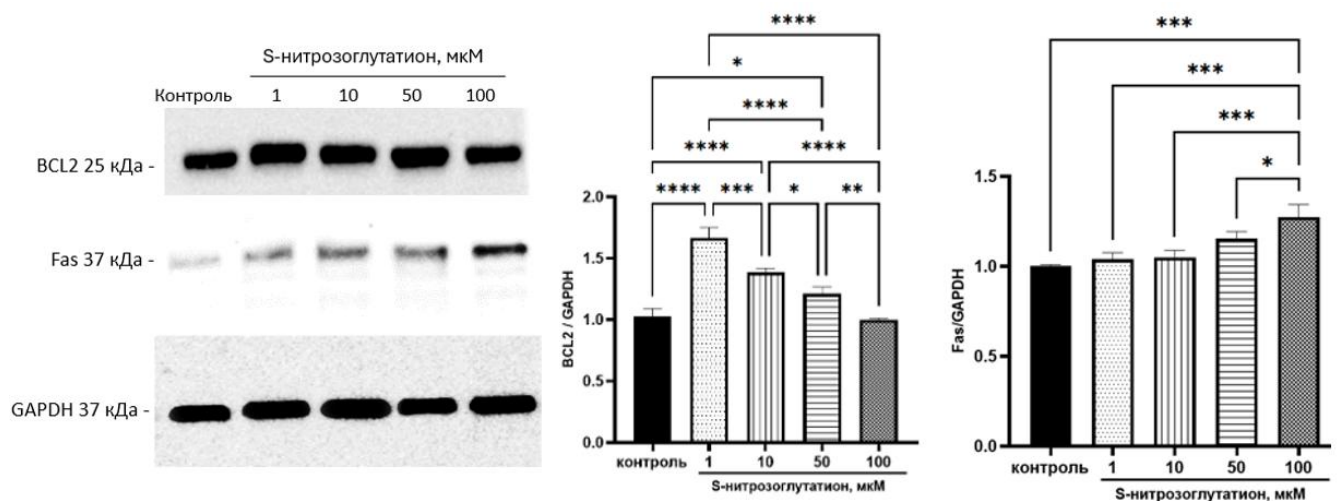 S-нитрозоглутатион, мкМ
Контроль 1 10 50 100
BCL2 25 кДа -
Fas 37 кДа -
GAPDH 37 кДа -
****
*
****
**** ****
**** *** * **
BCL2 / GAPDH
2.0
1.5
1.0
0.5
0.0
контроль 1 10 50 100
S-нитрозоглутатион, мкМ
***
***
***
*
Fas/GAPDH
1.5
1.0
0.5
0.0
контроль 1 10 50 100
S-нитрозоглутатион, мкМ